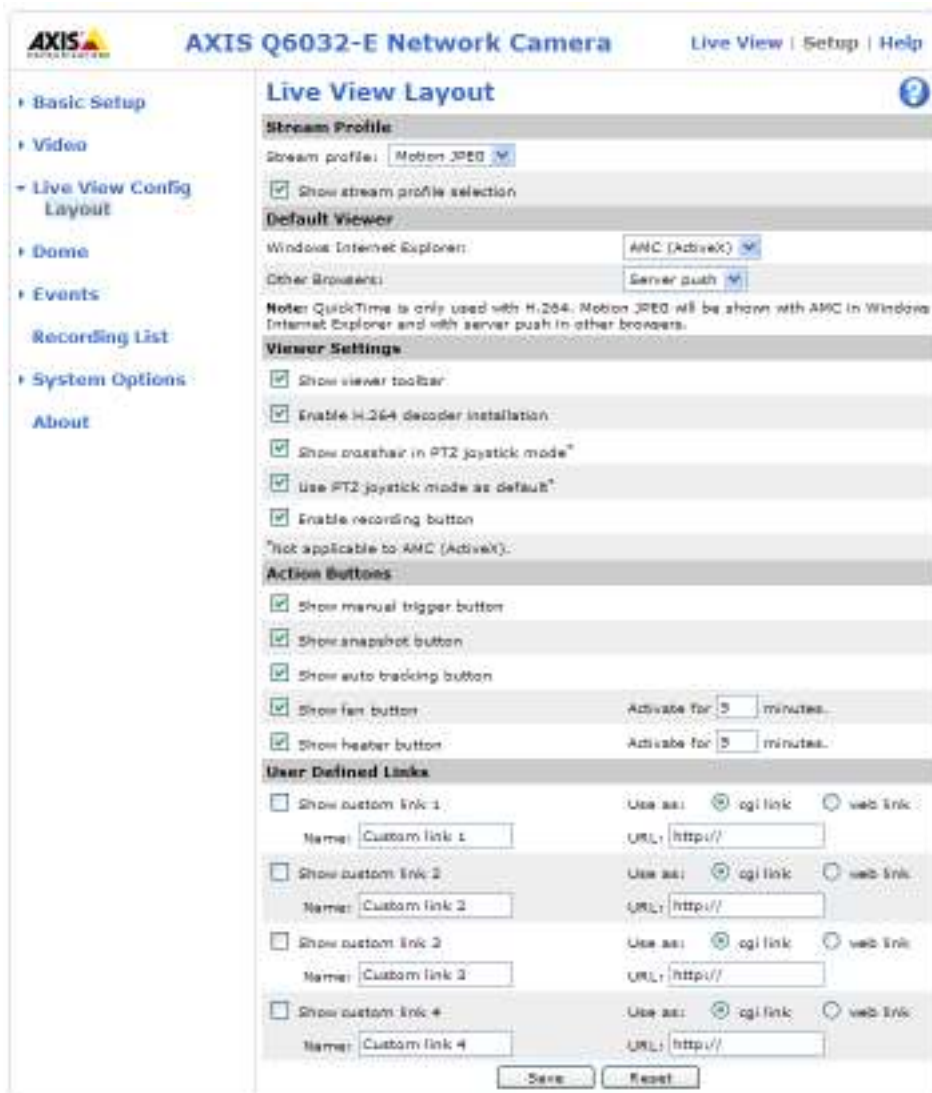 AXIS
AXIS Q6032-E Network Camera
Live View | Setup | Help
Basic Setup
Video
Live View Config
Layout
Dome
Events
Recording List
System Options
About
Live View Layout
Stream Profile
Stream profile: Motion JPEG
Show stream profile selection
Default Viewer
Windows Internet Explorer: AMC (ActiveX)
Other Browsers: Server push
Note: QuickTime is only used with H.264. Motion JPEG will be shown with AMC in Windows
Internet Explorer and with server push in other browsers.
Viewer Settings
Show viewer toolbar
Enable H.264 decoder installation
Show crosshair in PTZ joystick mode*
Use PTZ joystick mode as default*
Enable recording button
*Not applicable to AMC (ActiveX).
Action Buttons
Show manual trigger button
Show snapshot button
Show auto tracking button
Show fan button Activate for minutes.
Show heater button Activate for minutes.
User Defined Links
Show custom link 1 Use as: cgi link web link
Name: Custom link 1 URL: http://
Show custom link 2 Use as: cgi link web link
Name: Custom link 2 URL: http://
Show custom link 3 Use as: cgi link web link
Name: Custom link 3 URL: http://
Show custom link 4 Use as: cgi link web link
Name: Custom link 4 URL: http://
Save Reset